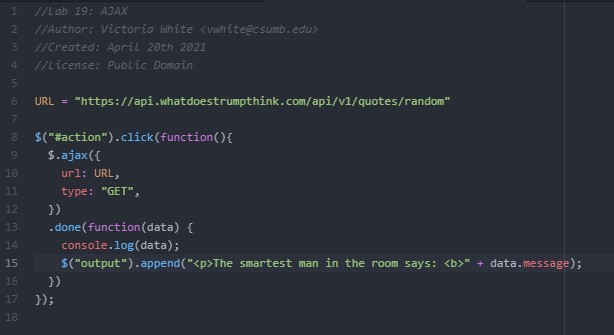 1 //Lab 19: AJAX
2 //Author: Victoria White <vwhite@csumb.edu>
3 //Created: April 20th 2021
4 //License: Public Domain
5
6 URL = "https://api.whatdoestrumpthink.com/api/v1/quotes/random"
7
8 $("#action").click(function(){
9   $.ajax({
10     url: URL,
11     type: "GET",
12   })
13   .done(function(data) {
14     console.log(data);
15     $("output").append("<p>The smartest man in the room says: <b>" + data.message);
16   })
17 });
18